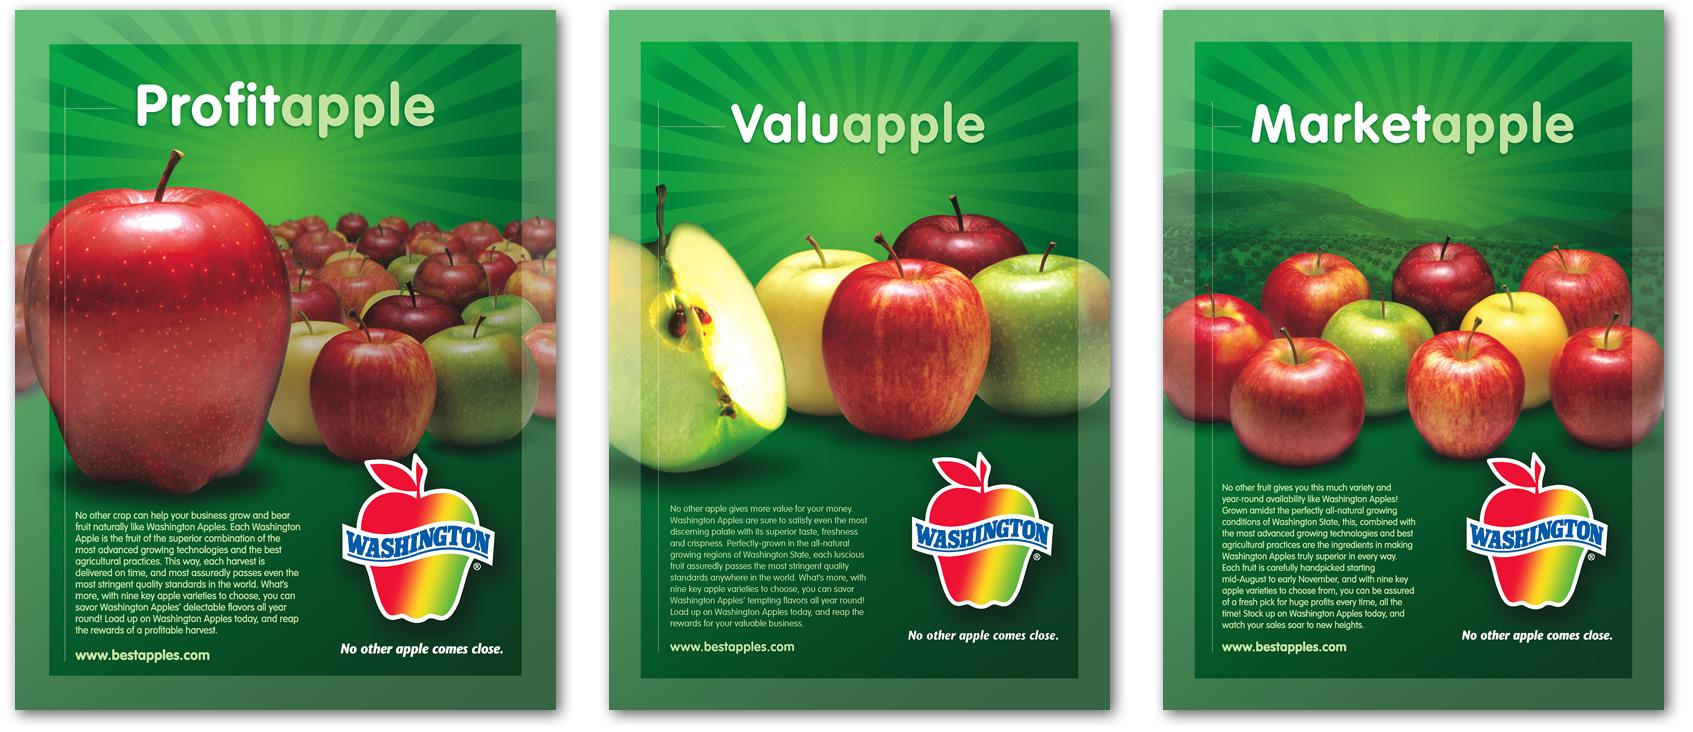 Profitapple
No other crop can help your business grow and bear
fruit naturally like Washington Apples. Each Washington
Apple is the fruit of the superior combination of the
most advanced growing technologies and the best
agricultural practices. This way, each harvest is
delivered on time, and most assuredly passes even the
most stringent quality standards in the world. What's
more, with nine key apple varieties to choose, you can
savor Washington Apples' delectable flavors all year
round! Load up on Washington Apples today, and reap
the rewards of a profitable harvest.
www.bestapples.com
WASHINGTON
®
No other apple comes close.
Valuapple
No other apple gives more value for your money.
Washington Apples are sure to satisfy even the most
discerning palate with its superior taste, freshness
and crispness. Perfectly-grown in the all-natural
growing regions of Washington State, each luscious
fruit assuredly passes the most stringent quality
standards anywhere in the world. What's more, with
nine key apple varieties to choose, you can savor
Washington Apples' tempting flavors all year round!
Load up on Washington Apples today, and reap the
rewards for your valuable business.
www.bestapples.com
WASHINGTON
®
No other apple comes close.
Marketapple
No other fruit gives you this much variety and
year-round availability like Washington Apples!
Grown amidst the perfectly all-natural growing
conditions of Washington State, this, combined with
the most advanced growing technologies and best
agricultural practices are the ingredients in making
Washington Apples truly superior in every way.
Each fruit is carefully handpicked starting
mid-August to early November, and with nine key
apple varieties to choose from, you can be assured
of a fresh pick for huge profits every time, all the
time! Stock up on Washington Apples today, and
watch your sales soar to new heights.
www.bestapples.com
WASHINGTON
®
No other apple comes close.